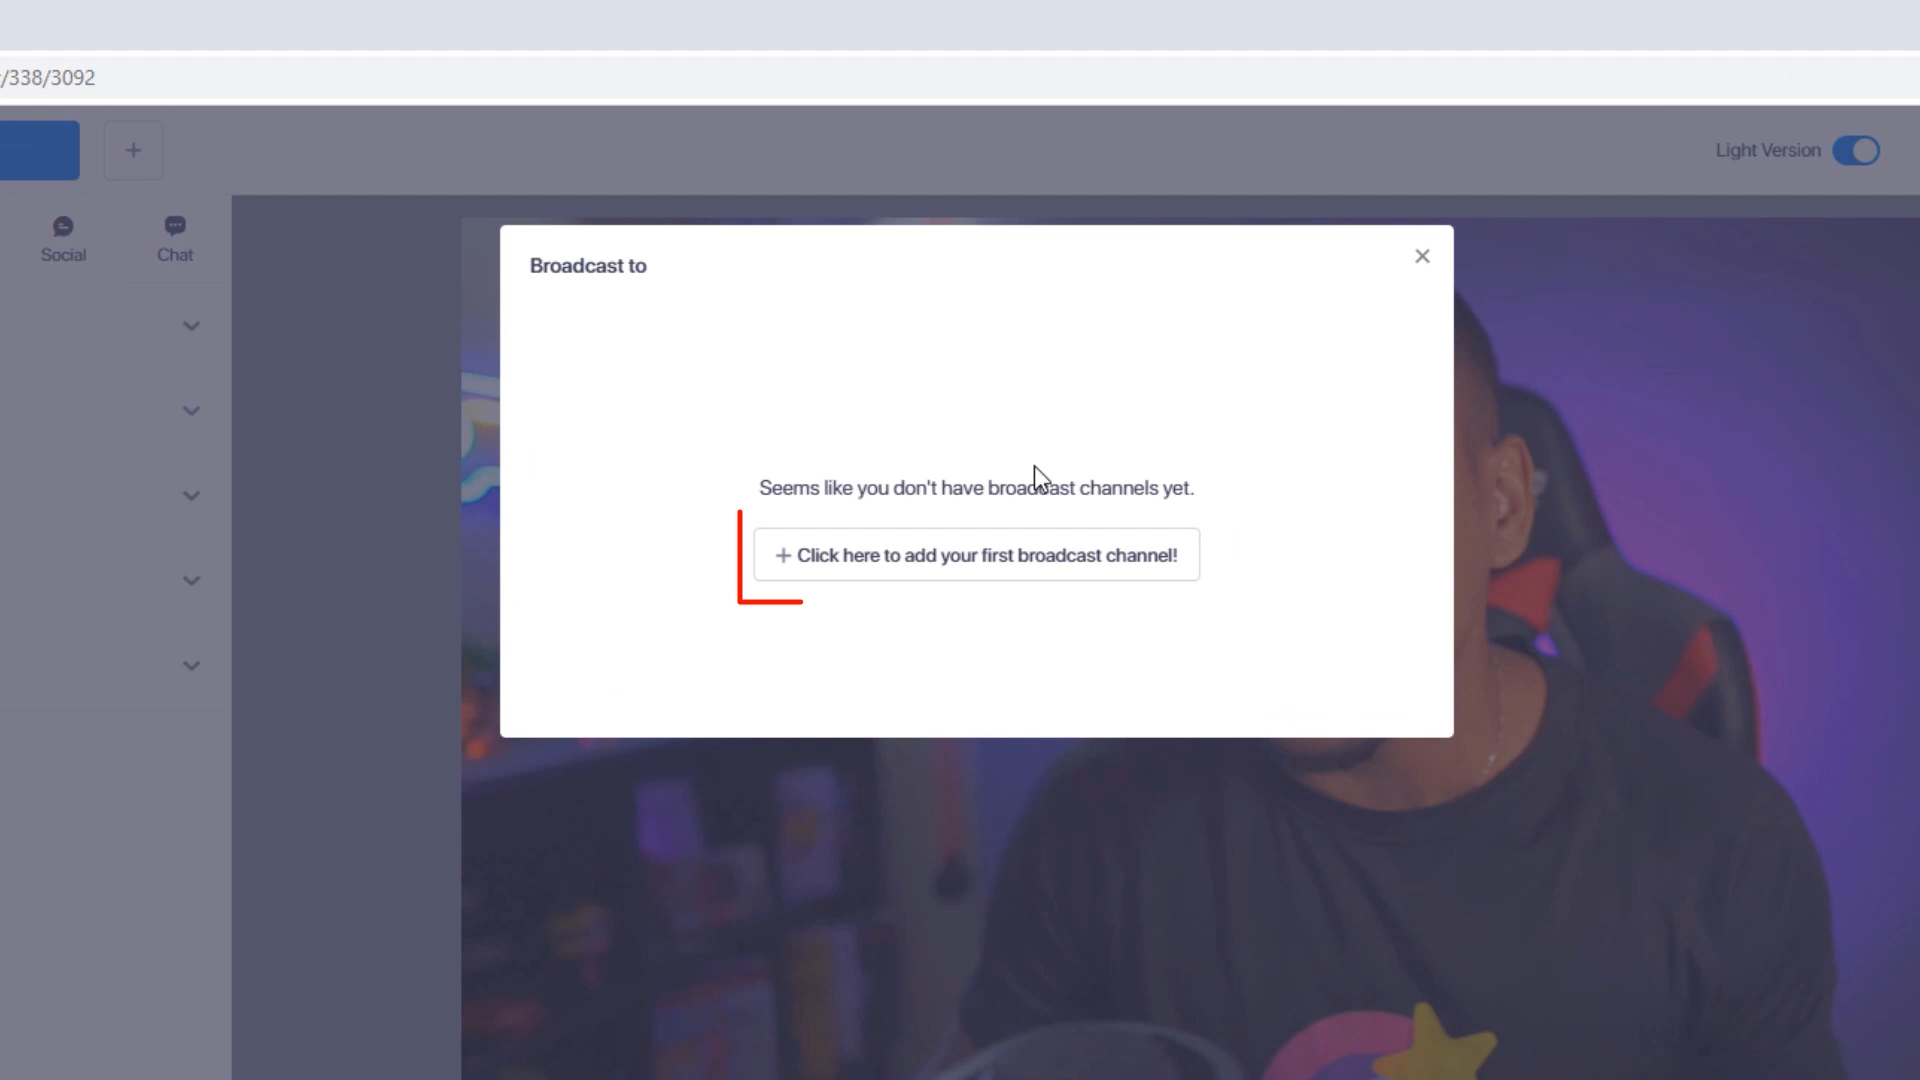 /338/3092
Light Version
Social
Chat
Broadcast to
Seems like you don't have broadcast channels yet.
+ Click here to add your first broadcast channel!